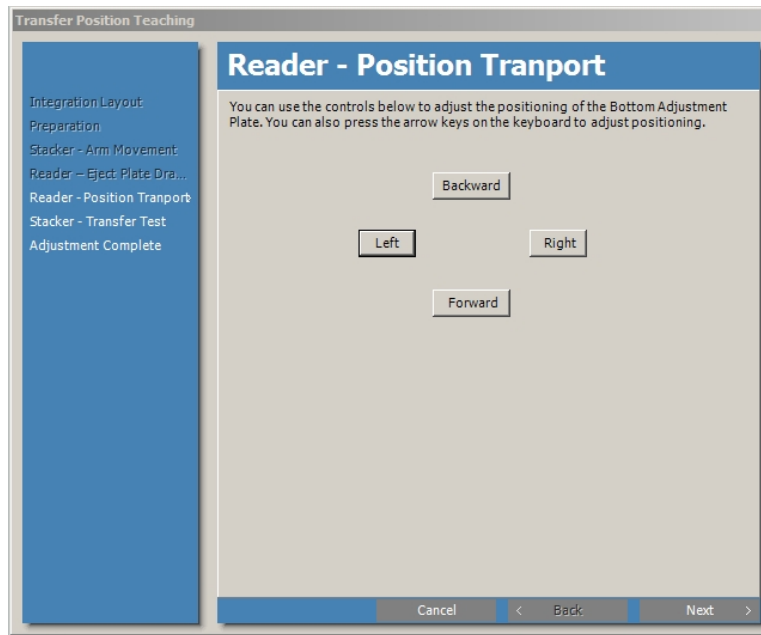 Transfer Position Teaching
Integration Layout
Preparation
Stacker - Arm Movement
Reader – Eject Plate Dra...
Reader - Position Tranport
Stacker - Transfer Test
Adjustment Complete
Reader - Position Tranport
You can use the controls below to adjust the positioning of the Bottom Adjustment
Plate. You can also press the arrow keys on the keyboard to adjust positioning.
Backward
Left Right
Forward
Cancel < Back Next >